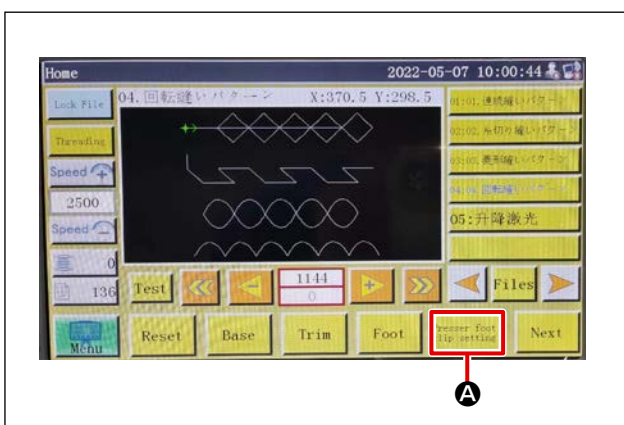 Home 2022-05-07 10:00:44
Lock File
04.回転縫いパターン X:370.5 Y:298.5
01:01.連続縫いパターン
Threading
02:02.糸切り縫いパターン
Speed
03:03.菱形縫いパターン
2500
04:04.回転縫いパターン
Speed
05:升降激光
0
136
Test
1144
0
Files
Menu
Reset
Base
Trim
Foot
Presser foot
lip setting
Next
A